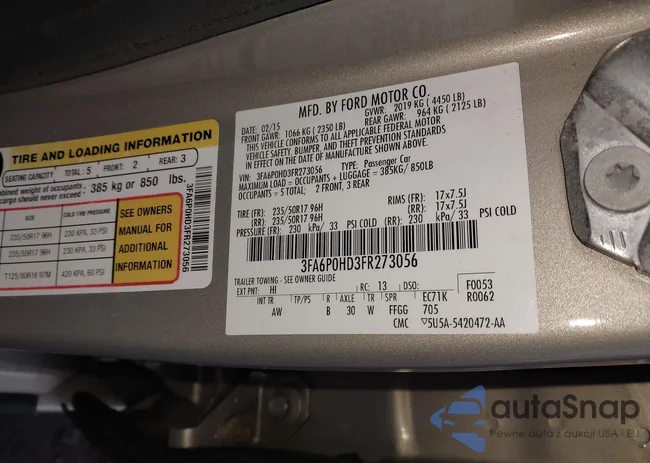 TIRE AND LOADING INFORMATION
SEATING CAPACITY TOTAL: 5 FRONT: 2 REAR: 3
combined weight of occupants
cargo should never exceed: 385 kg or 850 lbs.
SIZE COLD TIRE PRESSURE
235/50R17 96H 230 KPA, 33 PSI
235/50R17 96H 230 KPA, 33 PSI
T125/80R16 97M 420 KPA, 60 PSI
SEE OWNERS
MANUAL FOR
ADDITIONAL
INFORMATION
3FA6P0HD3FR273056
MFD. BY FORD MOTOR CO.
DATE: 02/15 GVWR: 2019 KG ( 4450 LB)
FRONT GAWR: 1066 KG ( 2350 LB) REAR GAWR: 964 KG ( 2125 LB)
THIS VEHICLE CONFORMS TO ALL APPLICABLE FEDERAL MOTOR
VEHICLE SAFETY, BUMPER, AND THEFT PREVENTION STANDARDS
IN EFFECT ON THE DATE OF MANUFACTURE SHOWN ABOVE.
VIN: 3FA6P0HD3FR273056 TYPE: Passenger Car
MAXIMUM LOAD = OCCUPANTS + LUGGAGE = 385KG/850LB
OCCUPANTS = 5 TOTAL: 2 FRONT, 3 REAR
TIRE (FR): 235/50R17 96H RIMS (FR): 17x7.5J
(RR): 235/50R17 96H (RR): 17x7.5J
PRESSURE (FR): 230 kPa/ 33 PSI COLD (RR): 230 kPa/ 33 PSI COLD
3FA6P0HD3FR273056
TRAILER TOWING - SEE OWNER GUIDE
EXT PNT: HI RC: 13 DSO: F0053
INT TR TP/PS R AXLE TR SPR EC71K R0062
AW B 30 W FFGG 705
CMC ▽5U5A-5420472-AA
autaSnap
Pewne auta z aukcji USA i EJ